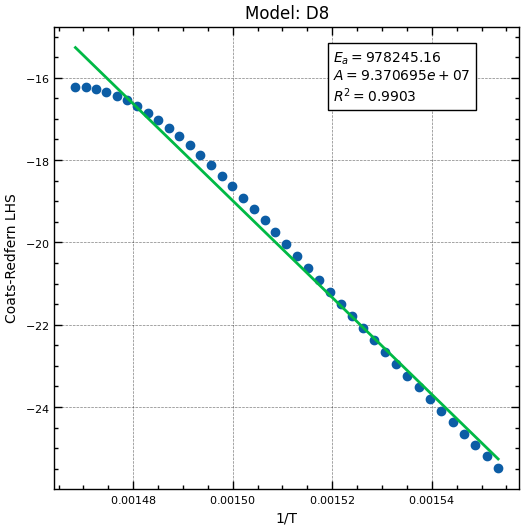 Model: D8
E_a = 978245.16
A = 9.370695e + 07
R² = 0.9903
Coats-Redfern LHS
−16
−18
−20
−22
−24
0.00148 0.00150 0.00152 0.00154
1/T